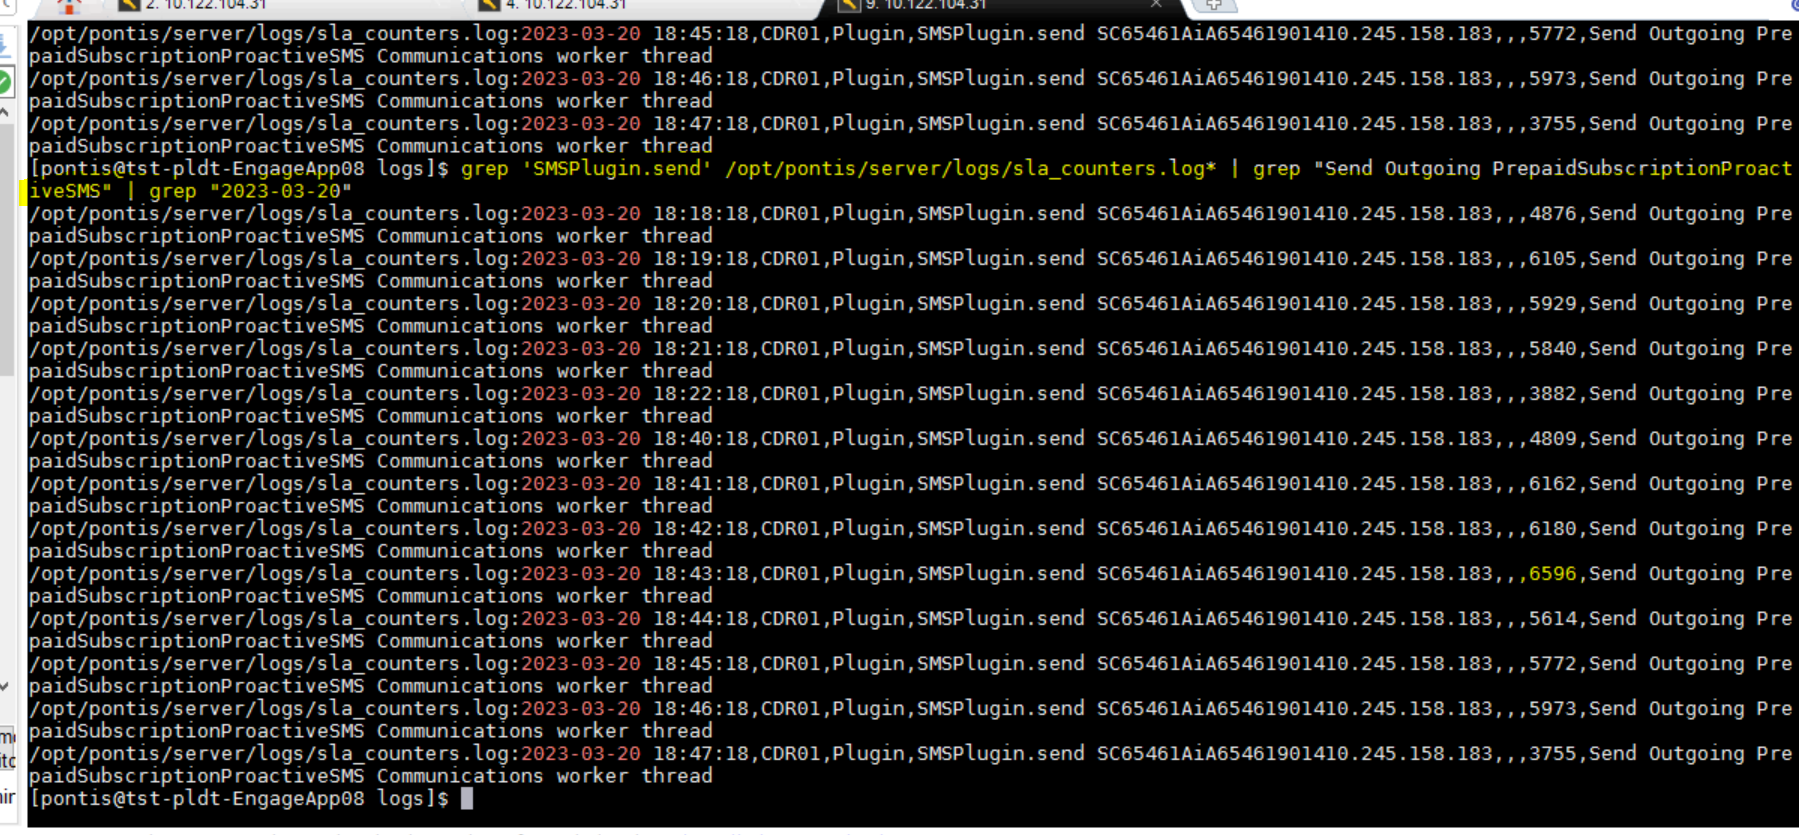 2. 10.122.104.31
4. 10.122.104.31
9. 10.122.104.31
/opt/pontis/server/logs/sla_counters.log:2023-03-20 18:45:18,CDR01,Plugin,SMSPlugin.send SC65461AiA65461901410.245.158.183,,,5772,Send Outgoing Pre
paidSubscriptionProactiveSMS Communications worker thread
/opt/pontis/server/logs/sla_counters.log:2023-03-20 18:46:18,CDR01,Plugin,SMSPlugin.send SC65461AiA65461901410.245.158.183,,,5973,Send Outgoing Pre
paidSubscriptionProactiveSMS Communications worker thread
/opt/pontis/server/logs/sla_counters.log:2023-03-20 18:47:18,CDR01,Plugin,SMSPlugin.send SC65461AiA65461901410.245.158.183,,,3755,Send Outgoing Pre
paidSubscriptionProactiveSMS Communications worker thread
[pontis@tst-pldt-EngageApp08 logs]$ grep 'SMSPlugin.send' /opt/pontis/server/logs/sla_counters.log* | grep "Send Outgoing PrepaidSubscriptionProact
iveSMS" | grep "2023-03-20"
/opt/pontis/server/logs/sla_counters.log:2023-03-20 18:18:18,CDR01,Plugin,SMSPlugin.send SC65461AiA65461901410.245.158.183,,,4876,Send Outgoing Pre
paidSubscriptionProactiveSMS Communications worker thread
/opt/pontis/server/logs/sla_counters.log:2023-03-20 18:19:18,CDR01,Plugin,SMSPlugin.send SC65461AiA65461901410.245.158.183,,,6105,Send Outgoing Pre
paidSubscriptionProactiveSMS Communications worker thread
/opt/pontis/server/logs/sla_counters.log:2023-03-20 18:20:18,CDR01,Plugin,SMSPlugin.send SC65461AiA65461901410.245.158.183,,,5929,Send Outgoing Pre
paidSubscriptionProactiveSMS Communications worker thread
/opt/pontis/server/logs/sla_counters.log:2023-03-20 18:21:18,CDR01,Plugin,SMSPlugin.send SC65461AiA65461901410.245.158.183,,,5840,Send Outgoing Pre
paidSubscriptionProactiveSMS Communications worker thread
/opt/pontis/server/logs/sla_counters.log:2023-03-20 18:22:18,CDR01,Plugin,SMSPlugin.send SC65461AiA65461901410.245.158.183,,,3882,Send Outgoing Pre
paidSubscriptionProactiveSMS Communications worker thread
/opt/pontis/server/logs/sla_counters.log:2023-03-20 18:40:18,CDR01,Plugin,SMSPlugin.send SC65461AiA65461901410.245.158.183,,,4809,Send Outgoing Pre
paidSubscriptionProactiveSMS Communications worker thread
/opt/pontis/server/logs/sla_counters.log:2023-03-20 18:41:18,CDR01,Plugin,SMSPlugin.send SC65461AiA65461901410.245.158.183,,,6162,Send Outgoing Pre
paidSubscriptionProactiveSMS Communications worker thread
/opt/pontis/server/logs/sla_counters.log:2023-03-20 18:42:18,CDR01,Plugin,SMSPlugin.send SC65461AiA65461901410.245.158.183,,,6180,Send Outgoing Pre
paidSubscriptionProactiveSMS Communications worker thread
/opt/pontis/server/logs/sla_counters.log:2023-03-20 18:43:18,CDR01,Plugin,SMSPlugin.send SC65461AiA65461901410.245.158.183,,,6596,Send Outgoing Pre
paidSubscriptionProactiveSMS Communications worker thread
/opt/pontis/server/logs/sla_counters.log:2023-03-20 18:44:18,CDR01,Plugin,SMSPlugin.send SC65461AiA65461901410.245.158.183,,,5614,Send Outgoing Pre
paidSubscriptionProactiveSMS Communications worker thread
/opt/pontis/server/logs/sla_counters.log:2023-03-20 18:45:18,CDR01,Plugin,SMSPlugin.send SC65461AiA65461901410.245.158.183,,,5772,Send Outgoing Pre
paidSubscriptionProactiveSMS Communications worker thread
/opt/pontis/server/logs/sla_counters.log:2023-03-20 18:46:18,CDR01,Plugin,SMSPlugin.send SC65461AiA65461901410.245.158.183,,,5973,Send Outgoing Pre
paidSubscriptionProactiveSMS Communications worker thread
/opt/pontis/server/logs/sla_counters.log:2023-03-20 18:47:18,CDR01,Plugin,SMSPlugin.send SC65461AiA65461901410.245.158.183,,,3755,Send Outgoing Pre
paidSubscriptionProactiveSMS Communications worker thread
[pontis@tst-pldt-EngageApp08 logs]$